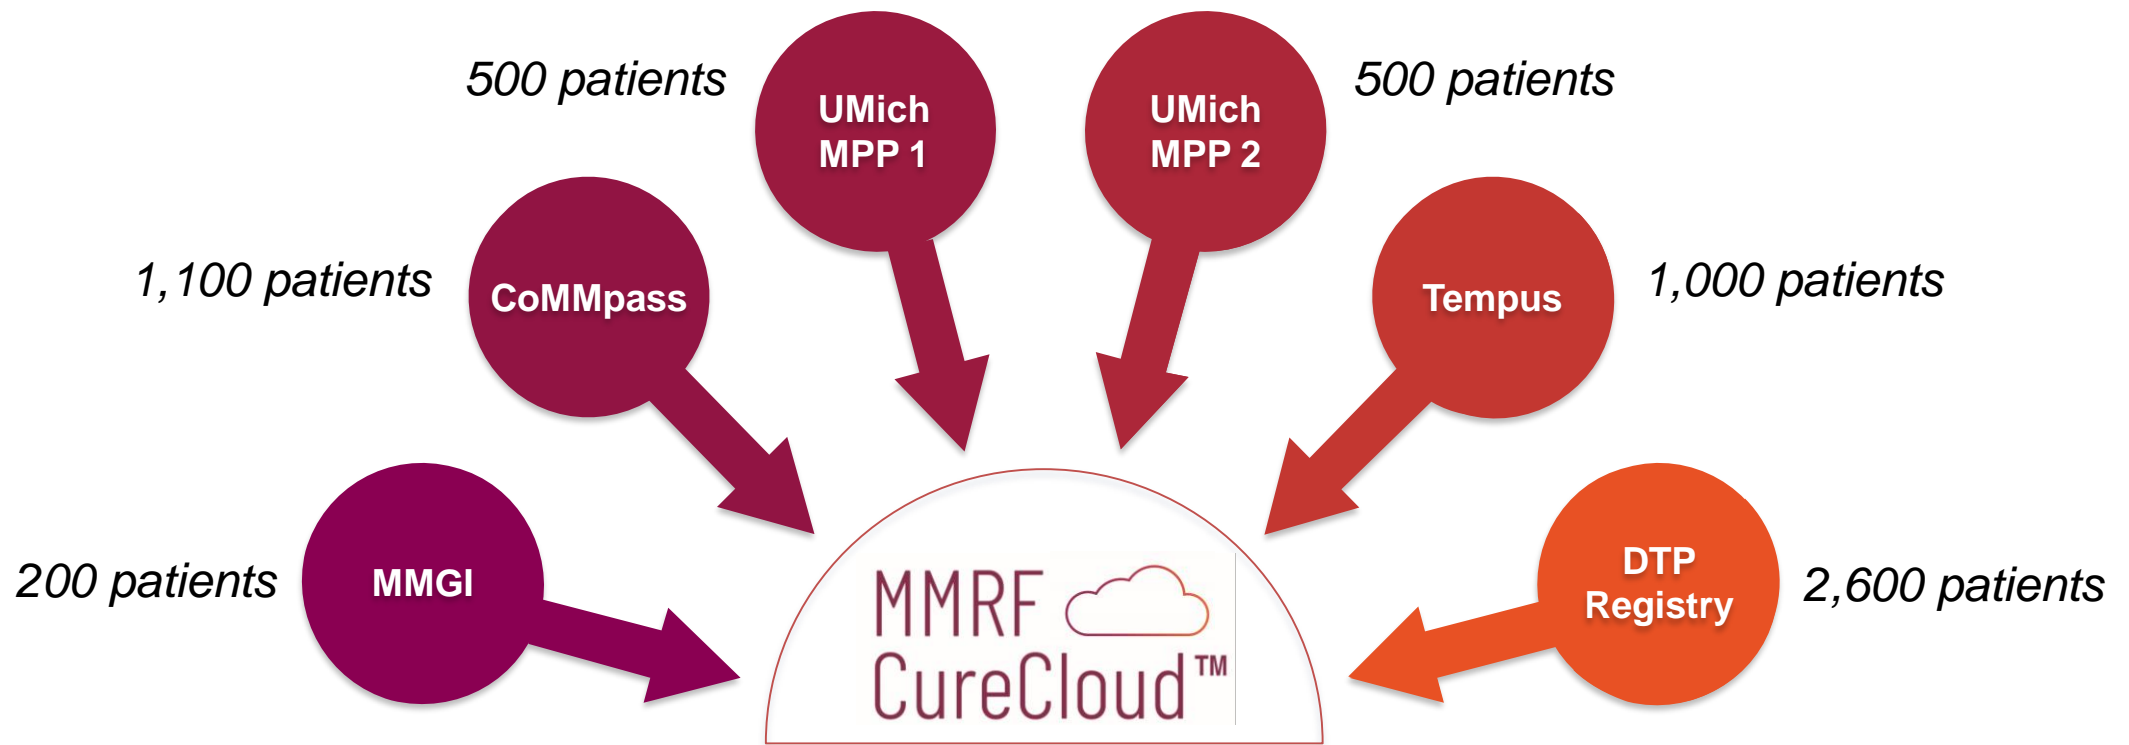 500 patients
UMich
MPP 1
UMich
MPP 2
500 patients
1,100 patients
CoMMpass
Tempus
1,000 patients
200 patients
MMGI
DTP
Registry
2,600 patients
MMRF
CureCloud™